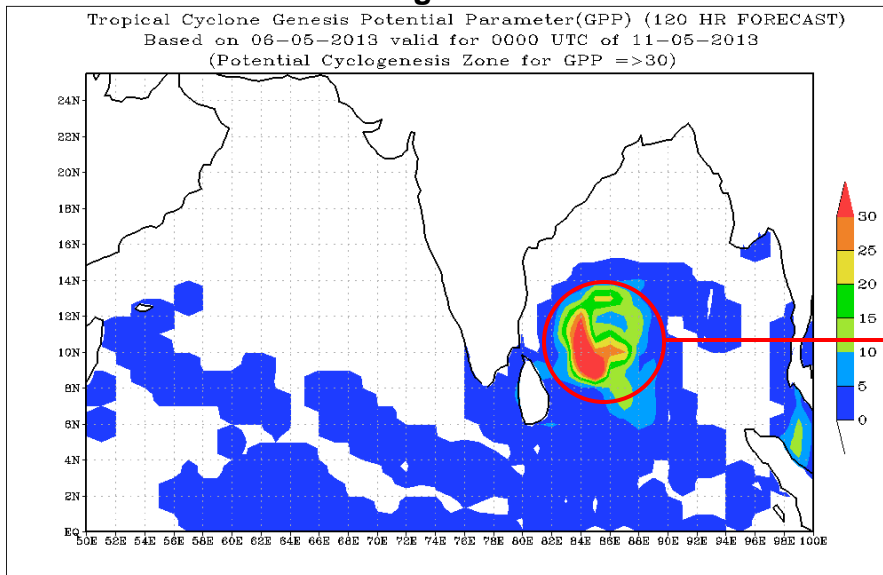 Tropical Cyclone Genesis Potential Parameter(GPP) (120 HR FORECAST)
Based on 06-05-2013 valid for 0000 UTC of 11-05-2013
(Potential Cyclogenesis Zone for GPP =>30)
24N
22N
20N
18N
16N
14N
12N
10N
8N
6N
4N
2N
EQ
50E 52E 54E 56E 58E 60E 62E 64E 66E 68E 70E 72E 74E 76E 78E 80E 82E 84E 86E 88E 90E 92E 94E 96E 98E 100E
30
25
20
15
10
5
0